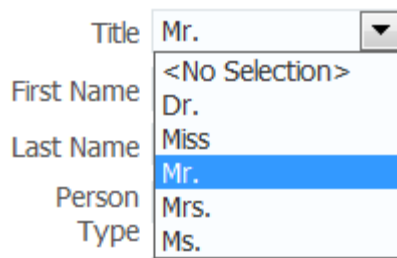 Title Mr.
<No Selection>
First Name
Dr.
Last Name Miss
Mr.
Person Mrs.
Type Ms.